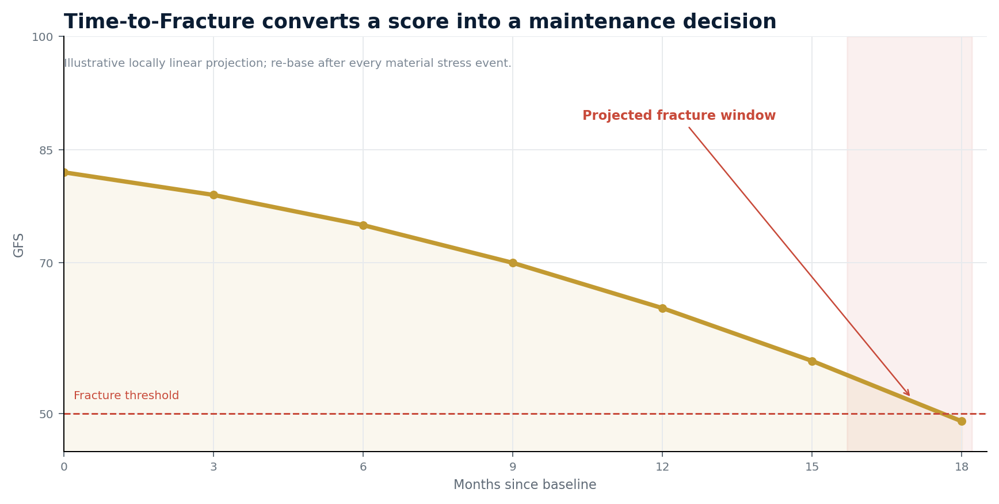 Time-to-Fracture converts a score into a maintenance decision
100
Illustrative locally linear projection; re-base after every material stress event.
Projected fracture window
85
GFS
70
Fracture threshold
50
0 3 6 9 12 15 18
Months since baseline